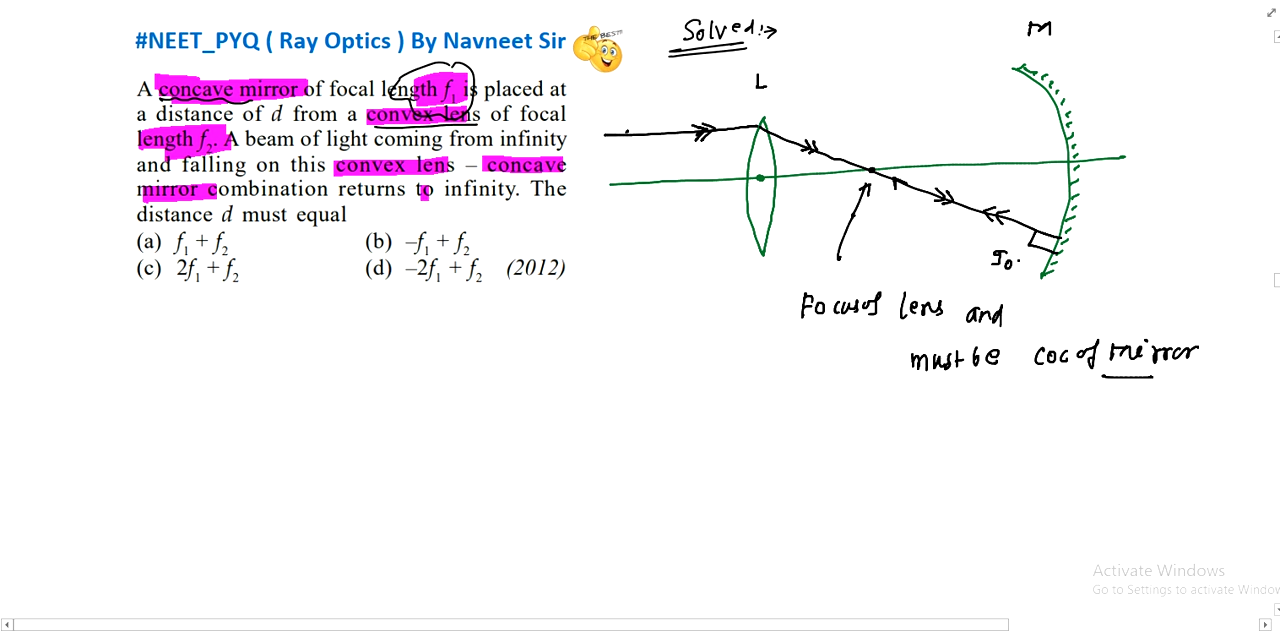 #NEET_PYQ ( Ray Optics ) By Navneet Sir
THE BEST!!
Solved:→
M
L
A concave mirror of focal length f₁ is placed at
a distance of d from a convex lens of focal
length f₂. A beam of light coming from infinity
and falling on this convex lens – concave
mirror combination returns to infinity. The
distance d must equal
(a) f₁ + f₂ (b) –f₁ + f₂
(c) 2f₁ + f₂ (d) –2f₁ + f₂ (2012)
90.
Focus of lens and
must be COC of mirror
Activate Windows
Go to Settings to activate Window